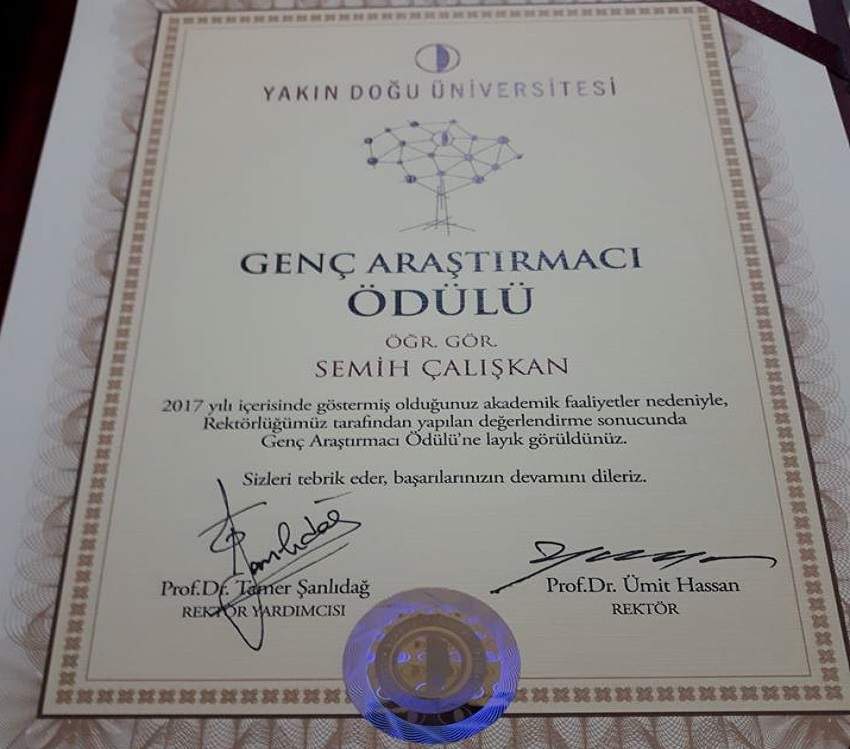 YAKIN DOĞU ÜNİVERSİTESİ
GENÇ ARAŞTIRMACI
ÖDÜLÜ
ÖĞR. GÖR.
SEMİH ÇALIŞKAN
2017 yılı içerisinde göstermiş olduğunuz akademik faaliyetler nedeniyle,
Rektörlüğümüz tarafından yapılan değerlendirme sonucunda
Genç Araştırmacı Ödülü’ne layık görüldünüz.
Sizleri tebrik eder, başarılarınızın devamını dileriz.
Prof.Dr. Tamer Şanlıdağ
REKTÖR YARDIMCISI
Prof.Dr. Ümit Hassan
REKTÖR